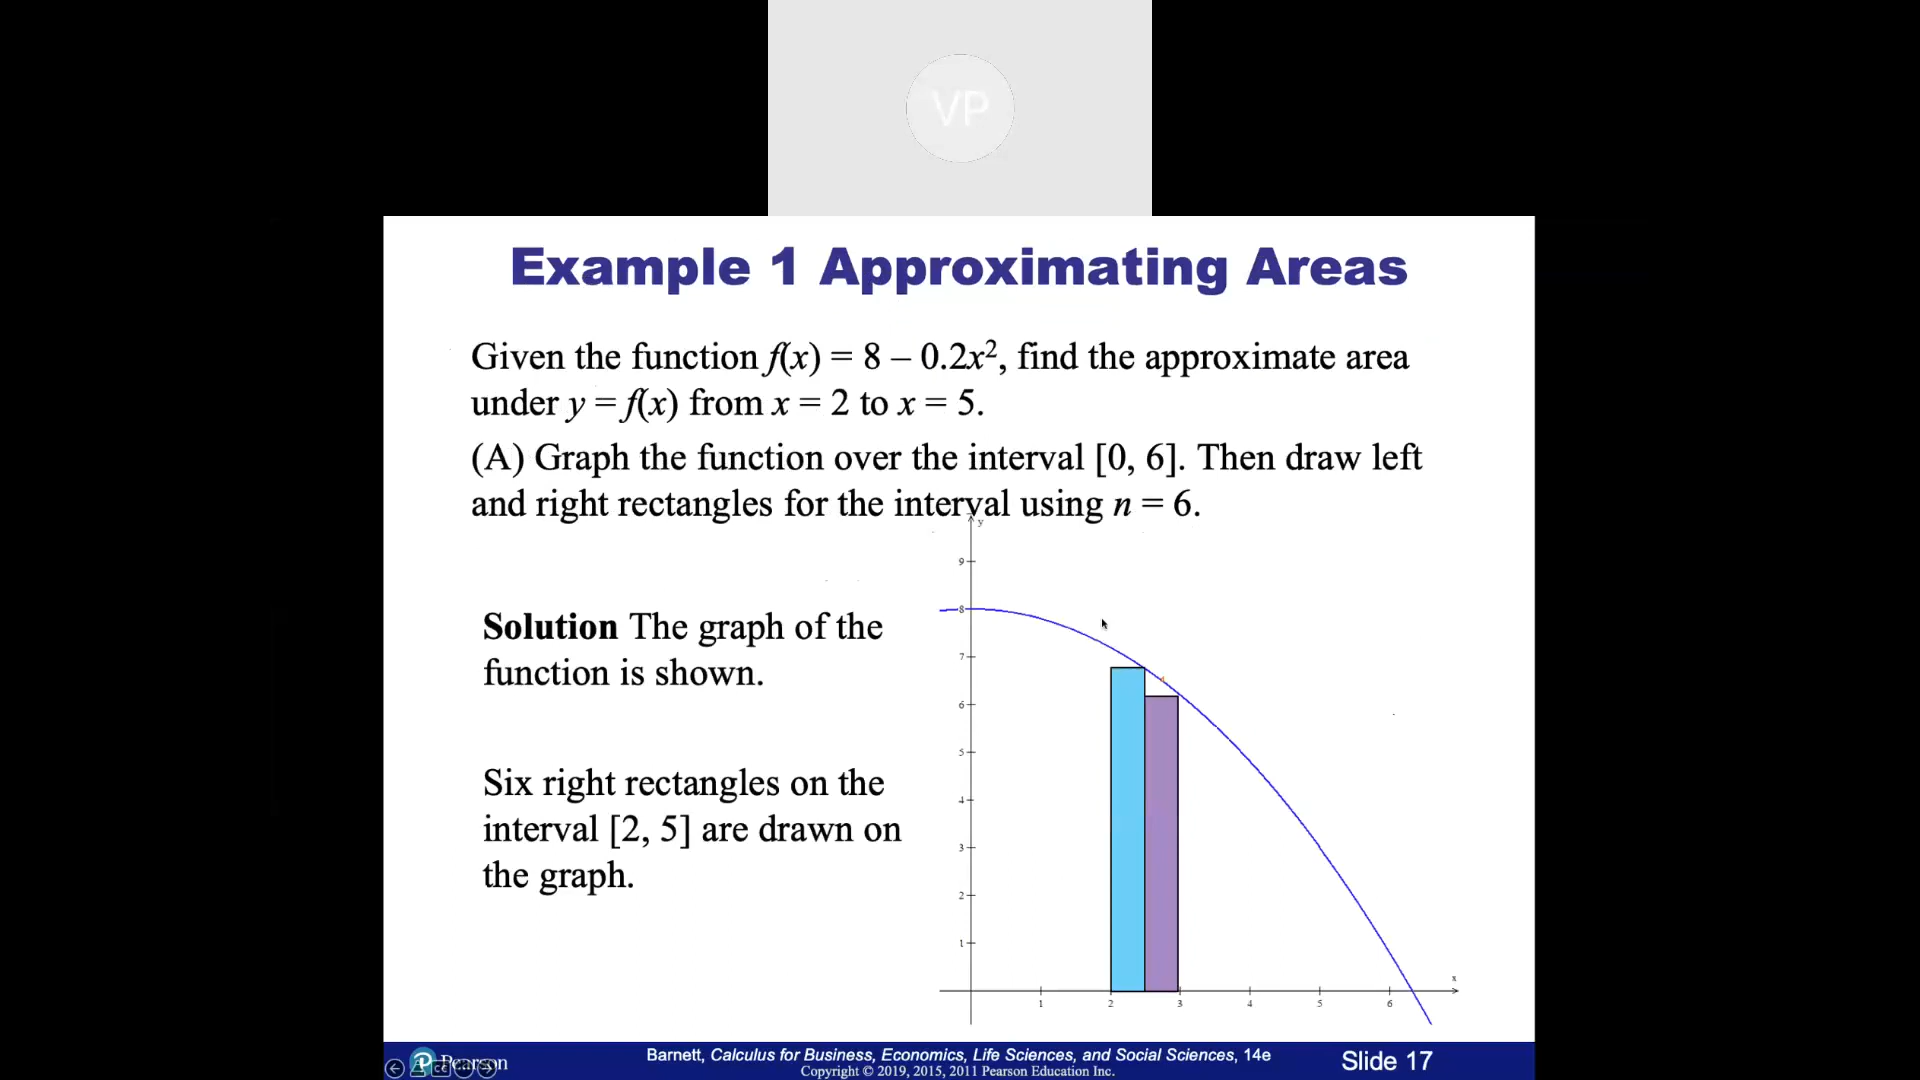 VP
Example 1 Approximating Areas
Given the function f(x) = 8 – 0.2x², find the approximate area
under y = f(x) from x = 2 to x = 5.
(A) Graph the function over the interval [0, 6]. Then draw left
and right rectangles for the interval using n = 6.
y
9
8
7
6
5
4
3
2
1
x
1 2 3 4 5 6
Solution The graph of the
function is shown.
Six right rectangles on the
interval [2, 5] are drawn on
the graph.
Pearson
Barnett, Calculus for Business, Economics, Life Sciences, and Social Sciences, 14e
Copyright © 2019, 2015, 2011 Pearson Education Inc.
Slide 17